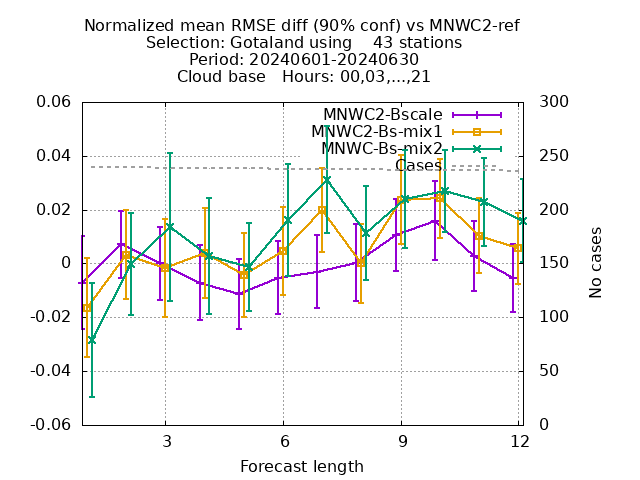 Normalized mean RMSE diff (90% conf) vs MNWC2-ref
Selection: Gotaland using    43 stations
Period: 20240601-20240630
Cloud base   Hours: 00,03,...,21
MNWC2-Bscale
MNWC2-Bs-mix1
MNWC-Bs-mix2
Cases
0.06
0.04
0.02
0
-0.02
-0.04
-0.06
300
250
200
150
100
50
0
No cases
3
6
9
12
Forecast length